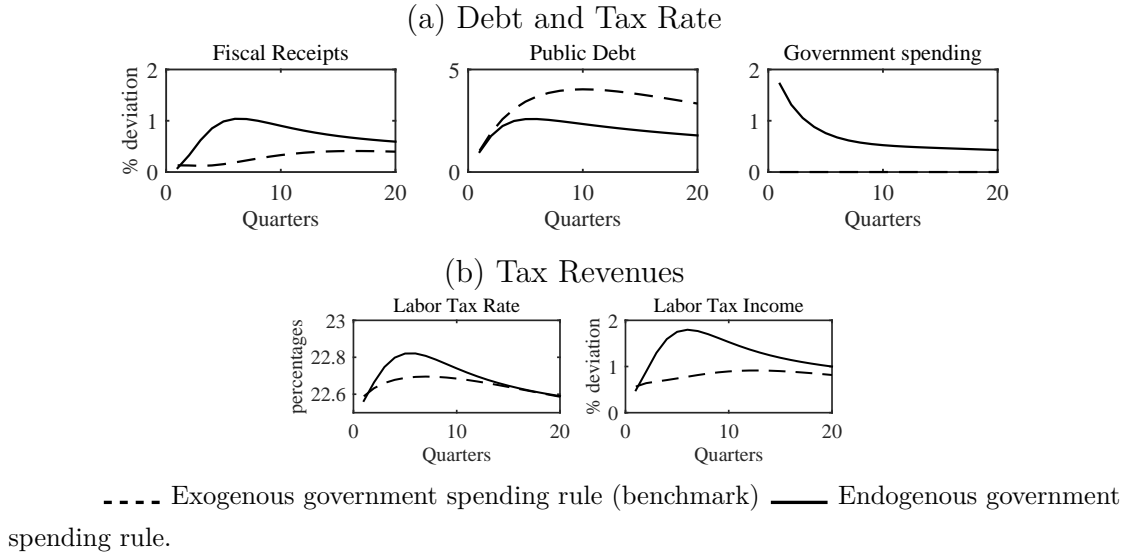 (a) Debt and Tax Rate
Fiscal Receipts
Public Debt
Government spending
% deviation
2
1
0
0
10
20
Quarters
5
0
0
10
20
Quarters
2
1
0
0
10
20
Quarters
(b) Tax Revenues
Labor Tax Rate
Labor Tax Income
percentages
23
22.8
22.6
0
10
20
Quarters
% deviation
2
1
0
0
10
20
Quarters
Exogenous government spending rule (benchmark) Endogenous government
spending rule.